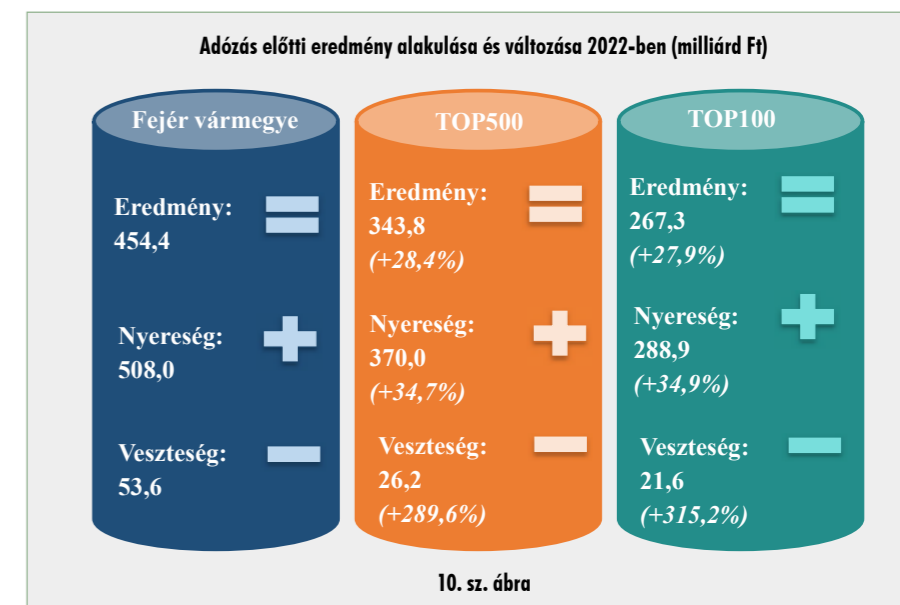 Adózás előtti eredmény alakulása és változása 2022-ben (milliárd Ft)
Fejér vármegye
Eredmény:
454,4
Nyereség:
508,0
Veszteség:
53,6
TOP500
Eredmény:
343,8
(+28,4%)
Nyereség:
370,0
(+34,7%)
Veszteség:
26,2
(+289,6%)
TOP100
Eredmény:
267,3
(+27,9%)
Nyereség:
288,9
(+34,9%)
Veszteség:
21,6
(+315,2%)
10. sz. ábra